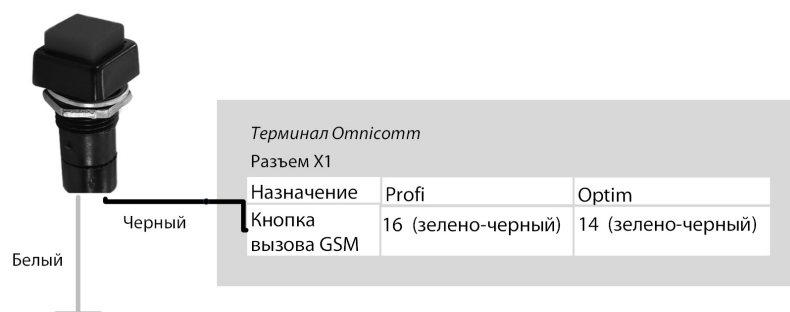 Терминал Omnicomm
Разъем X1
Назначение Profi Optim
Кнопка вызова GSM 16 (зелено-черный) 14 (зелено-черный)
Черный
Белый